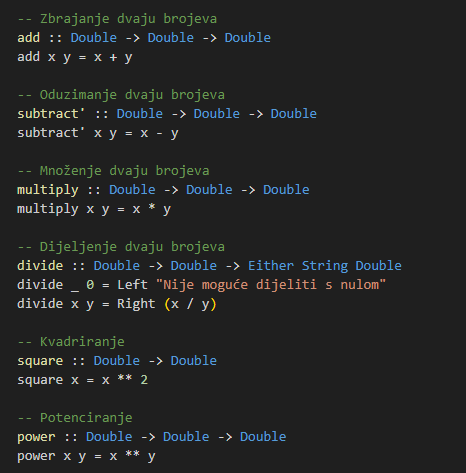 -- Zbrajanje dvaju brojeva
add :: Double -> Double -> Double
add x y = x + y
-- Oduzimanje dvaju brojeva
subtract' :: Double -> Double -> Double
subtract' x y = x - y
-- Množenje dvaju brojeva
multiply :: Double -> Double -> Double
multiply x y = x * y
-- Dijeljenje dvaju brojeva
divide :: Double -> Double -> Either String Double
divide _ 0 = Left "Nije moguće dijeliti s nulom"
divide x y = Right (x / y)
-- Kvadriranje
square :: Double -> Double
square x = x ** 2
-- Potenciranje
power :: Double -> Double -> Double
power x y = x ** y